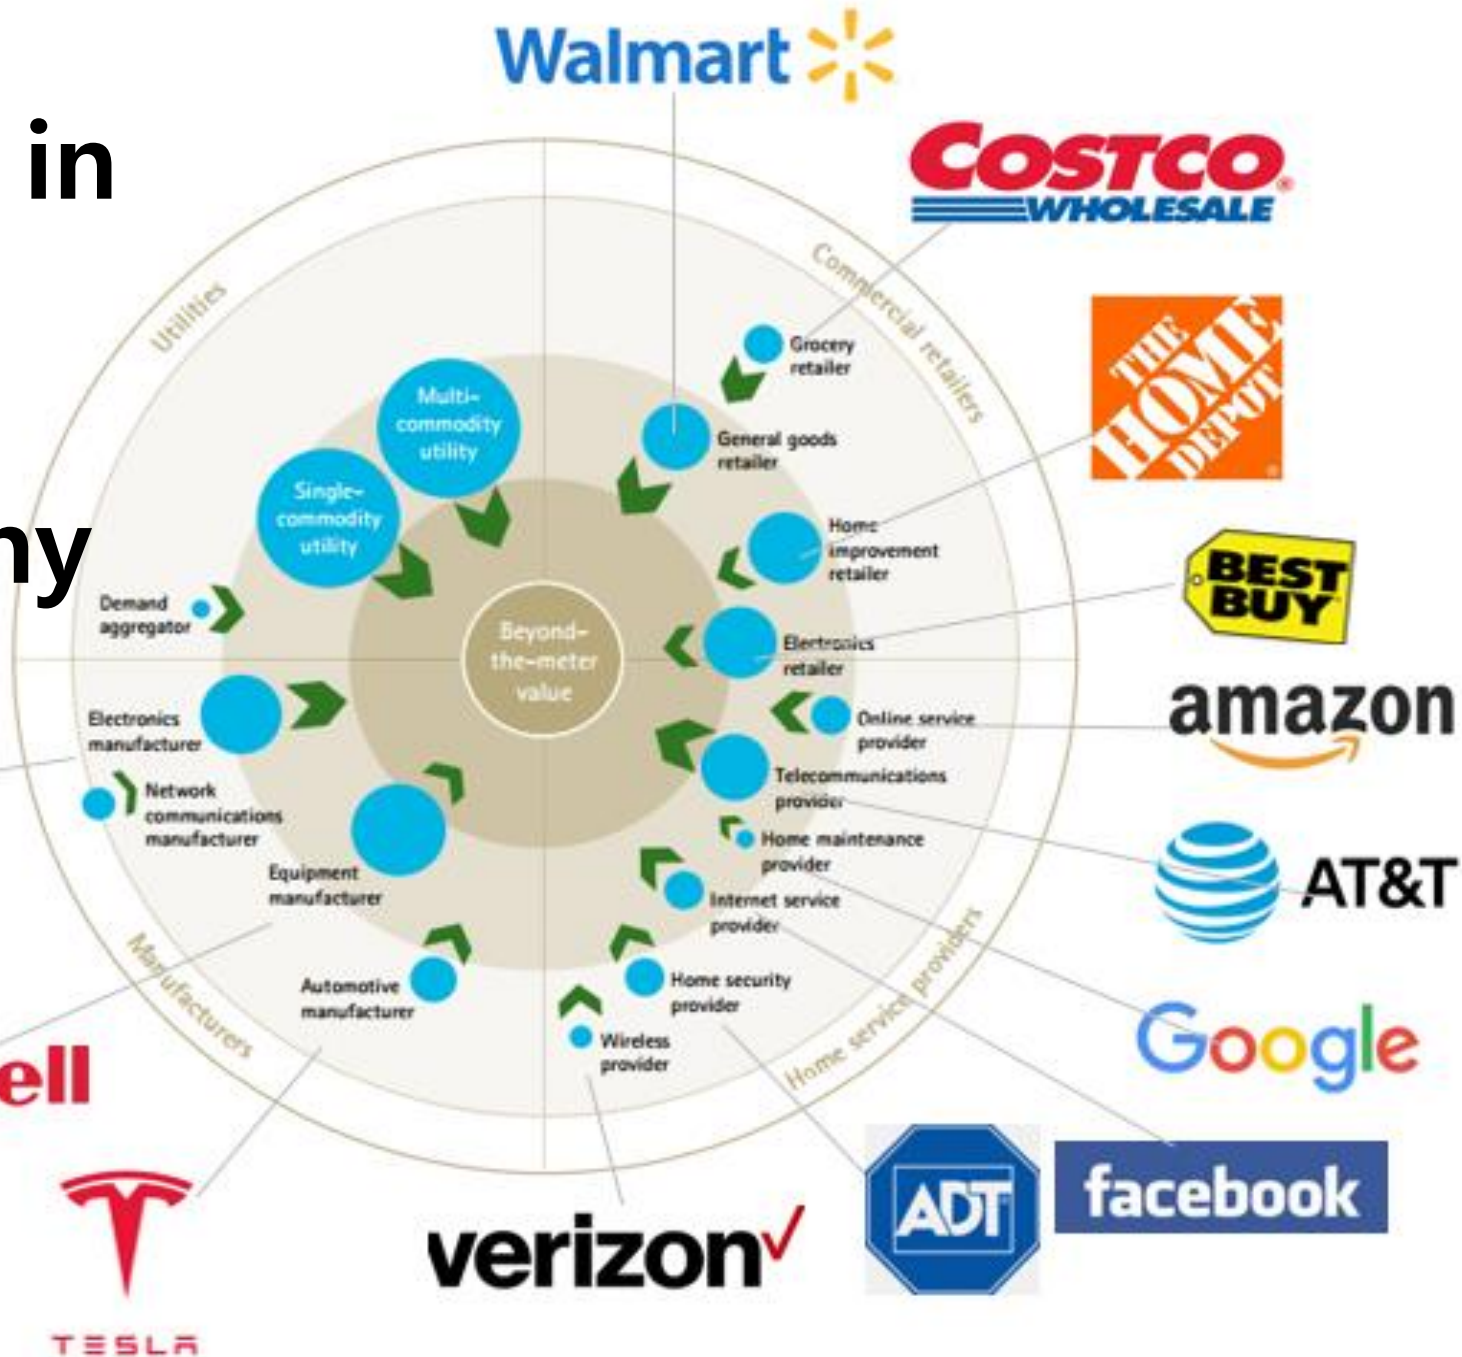 Walmart
COSTCO
WHOLESALE
in
Utilities
Commercial retailers
THE
HOME
DEPOT
Grocery
retailer
Multi-
commodity
utility
General goods
retailer
Single-
commodity
utility
Home
improvement
retailer
ny
BEST
BUY
Demand
aggregator
Beyond-
the-meter
value
Electronics
retailer
amazon
Electronics
manufacturer
Online service
provider
Telecommunications
provider
Network
communications
manufacturer
Home maintenance
provider
AT&T
Equipment
manufacturer
Internet service
provider
Manufacturers
Automotive
manufacturer
Home security
provider
Home service providers
Wireless
provider
Google
ell
ADT
facebook
verizon
TESLA